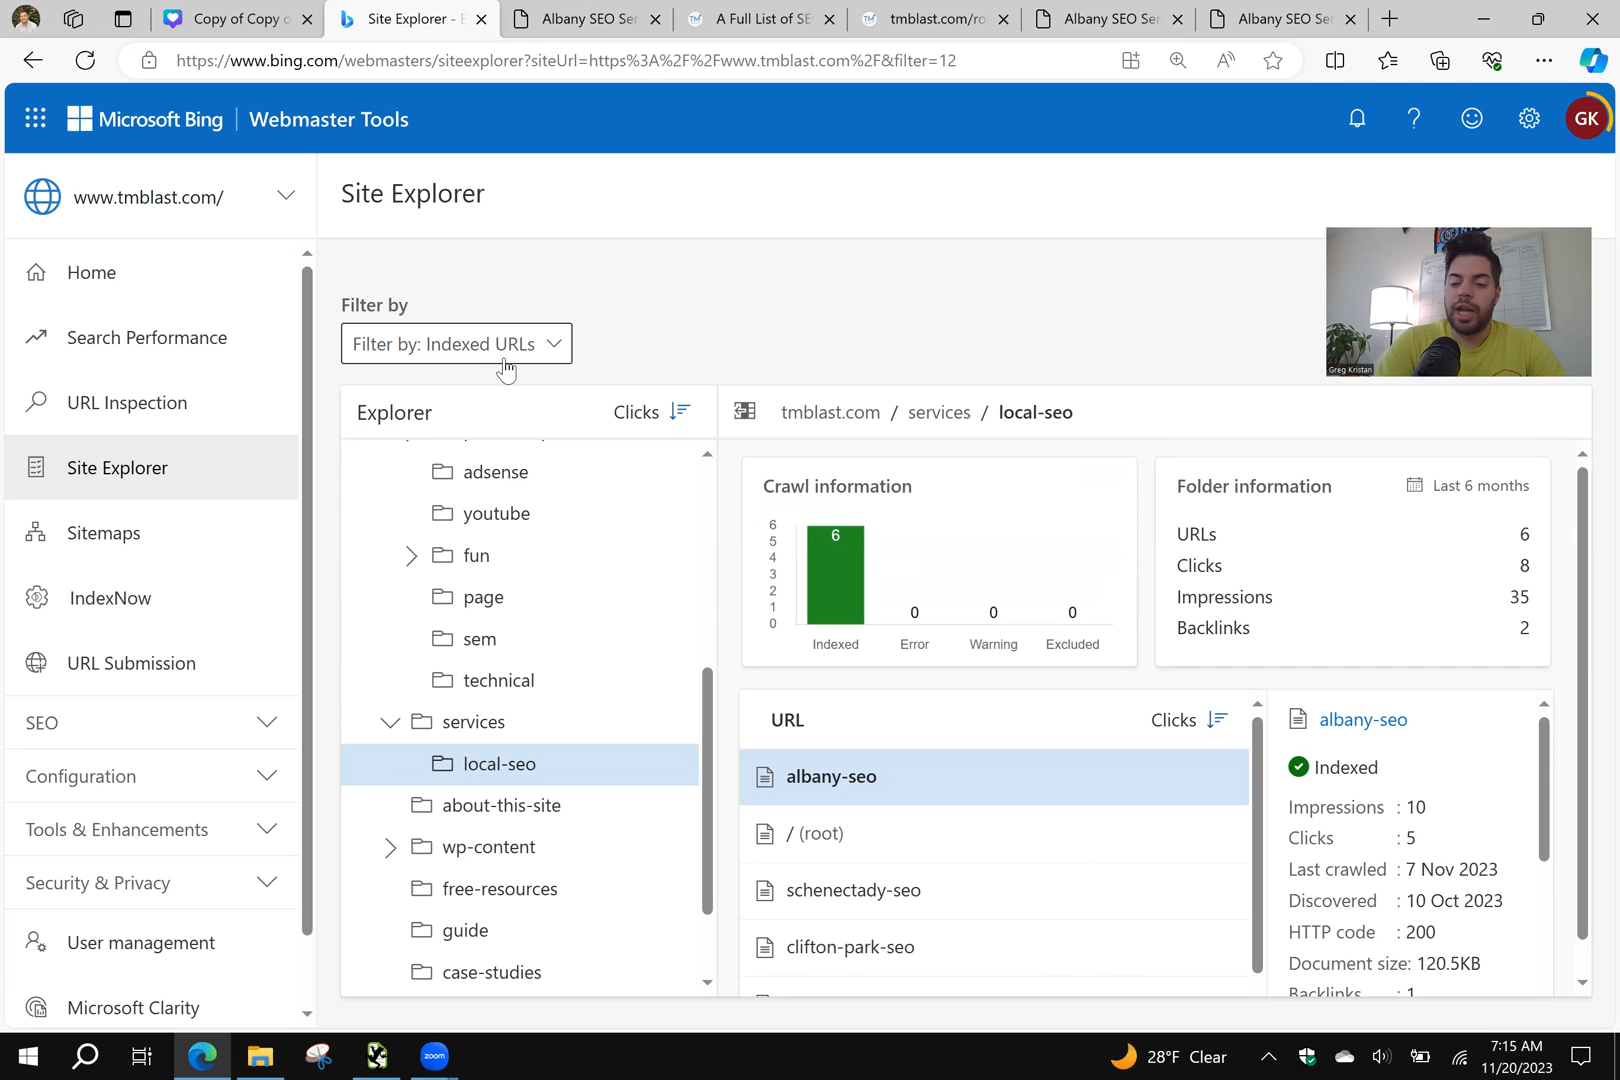 Copy of Copy o
Site Explorer - E
Albany SEO Ser
A Full List of SE
tmblast.com/ro
Albany SEO Ser
Albany SEO Ser
https://www.bing.com/webmasters/siteexplorer?siteUrl=https%3A%2F%2Fwww.tmblast.com%2F&filter=12
Microsoft Bing | Webmaster Tools
GK
www.tmblast.com/
Site Explorer
Home
Search Performance
URL Inspection
Site Explorer
Sitemaps
IndexNow
URL Submission
SEO
Configuration
Tools & Enhancements
Security & Privacy
User management
Microsoft Clarity
Filter by
Filter by: Indexed URLs
Greg Kristan
Explorer
Clicks
adsense
youtube
fun
page
sem
technical
services
local-seo
about-this-site
wp-content
free-resources
guide
case-studies
tmblast.com / services / local-seo
Crawl information
6
5
4
3
2
1
0
6
0
0
0
Indexed
Error
Warning
Excluded
Folder information
Last 6 months
URLs 6
Clicks 8
Impressions 35
Backlinks 2
URL
Clicks
albany-seo
/ (root)
schenectady-seo
clifton-park-seo
albany-seo
Indexed
Impressions : 10
Clicks : 5
Last crawled : 7 Nov 2023
Discovered : 10 Oct 2023
HTTP code : 200
Document size: 120.5KB
Backlinks : 1
zoom
28°F Clear
7:15 AM
11/20/2023